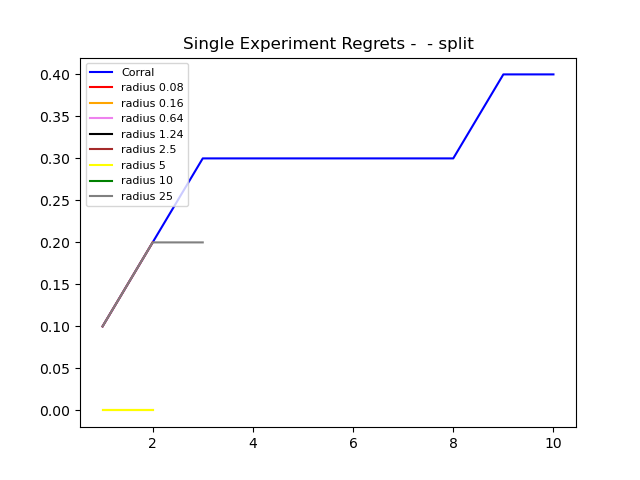 Single Experiment Regrets -  - split
0.40
0.35
0.30
0.25
0.20
0.15
0.10
0.05
0.00
Corral
radius 0.08
radius 0.16
radius 0.64
radius 1.24
radius 2.5
radius 5
radius 10
radius 25
2 4 6 8 10